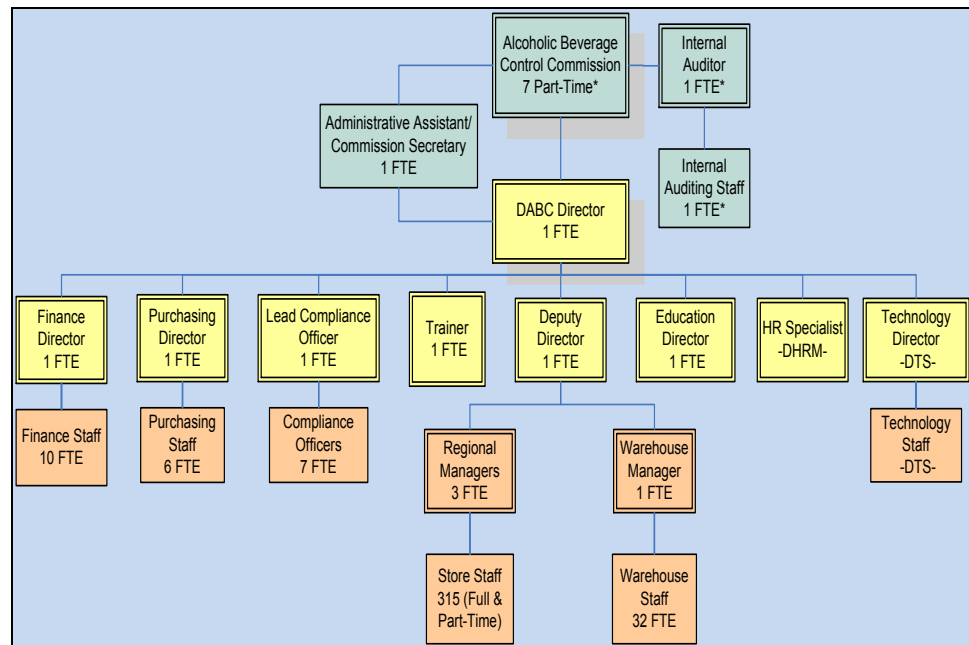 Alcoholic Beverage
Control Commission
7 Part-Time*
Internal
Auditor
1 FTE*
Administrative Assistant/
Commission Secretary
1 FTE
Internal
Auditing Staff
1 FTE*
DABC Director
1 FTE
Finance
Director
1 FTE
Purchasing
Director
1 FTE
Lead Compliance
Officer
1 FTE
Trainer
1 FTE
Deputy
Director
1 FTE
Education
Director
1 FTE
HR Specialist
-DHRM-
Technology
Director
-DTS-
Finance Staff
10 FTE
Purchasing
Staff
6 FTE
Compliance
Officers
7 FTE
Regional
Managers
3 FTE
Warehouse
Manager
1 FTE
Technology
Staff
-DTS-
Store Staff
315 (Full &
Part-Time)
Warehouse
Staff
32 FTE